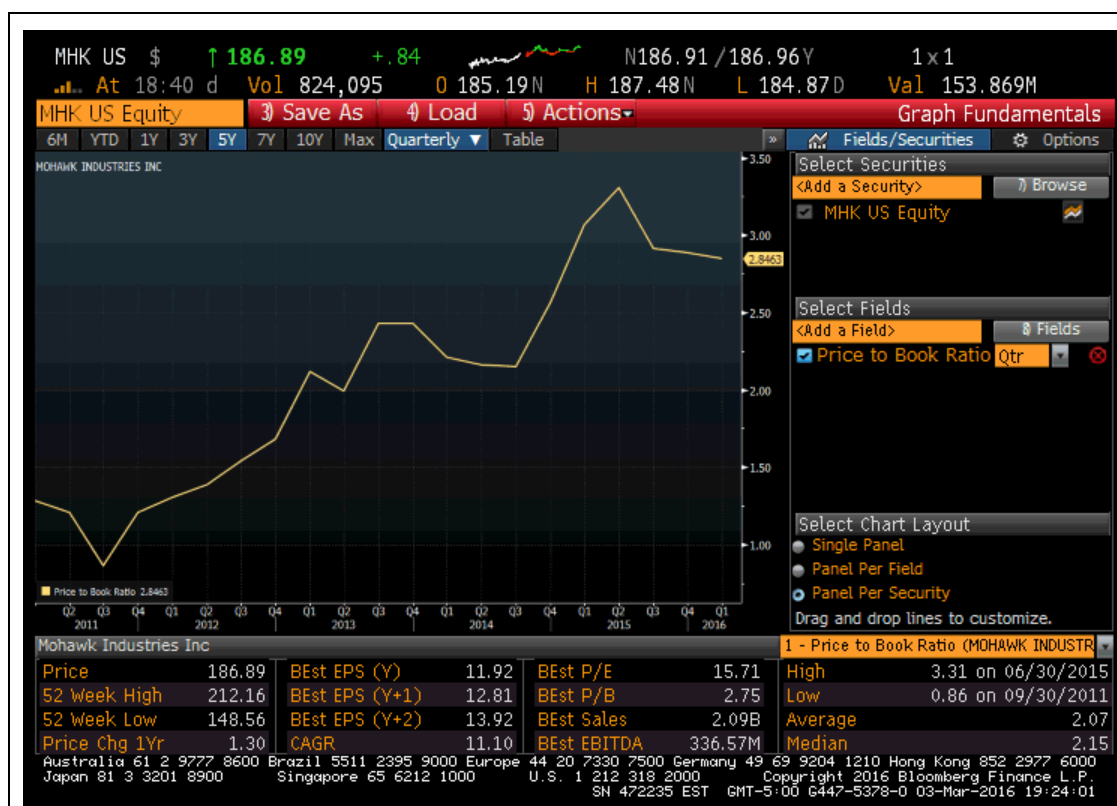 MHK US $ ↑ 186.89 +.84 N186.91/186.96Y 1x1
At 18:40 d Vol 824,095 O 185.19N H 187.48N L 184.87D Val 153.869M
MHK US Equity 3) Save As 4) Load 5) Actions Graph Fundamentals
6M YTD 1Y 3Y 5Y 7Y 10Y Max Quarterly ▼ Table » Fields/Securities Options
MOHAWK INDUSTRIES INC
3.50
3.00
2.8463
2.50
2.00
1.50
1.00
Select Securities
<Add a Security> 7) Browse
MHK US Equity
Select Fields
<Add a Field> 8) Fields
Price to Book Ratio Qtr
Select Chart Layout
Single Panel
Panel Per Field
Panel Per Security
Drag and drop lines to customize.
Price to Book Ratio 2.8463
Q2 Q3 Q4 Q1 Q2 Q3 Q4 Q1 Q2 Q3 Q4 Q1 Q2 Q3 Q4 Q1 Q2 Q3 Q4 Q1
2011 2012 2013 2014 2015 2016
Mohawk Industries Inc 1 - Price to Book Ratio (MOHAWK INDUSTR
Price 186.89 BEst EPS (Y) 11.92 BEst P/E 15.71 High 3.31 on 06/30/2015
52 Week High 212.16 BEst EPS (Y+1) 12.81 BEst P/B 2.75 Low 0.86 on 09/30/2011
52 Week Low 148.56 BEst EPS (Y+2) 13.92 BEst Sales 2.09B Average 2.07
Price Chg 1Yr 1.30 CAGR 11.10 BEst EBITDA 336.57M Median 2.15
Australia 61 2 9777 8600 Brazil 5511 2395 9000 Europe 44 20 7330 7500 Germany 49 69 9204 1210 Hong Kong 852 2977 6000
Japan 81 3 3201 8900 Singapore 65 6212 1000 U.S. 1 212 318 2000 Copyright 2016 Bloomberg Finance L.P.
SN 472235 EST GMT-5:00 G447-5378-0 03-Mar-2016 19:24:01